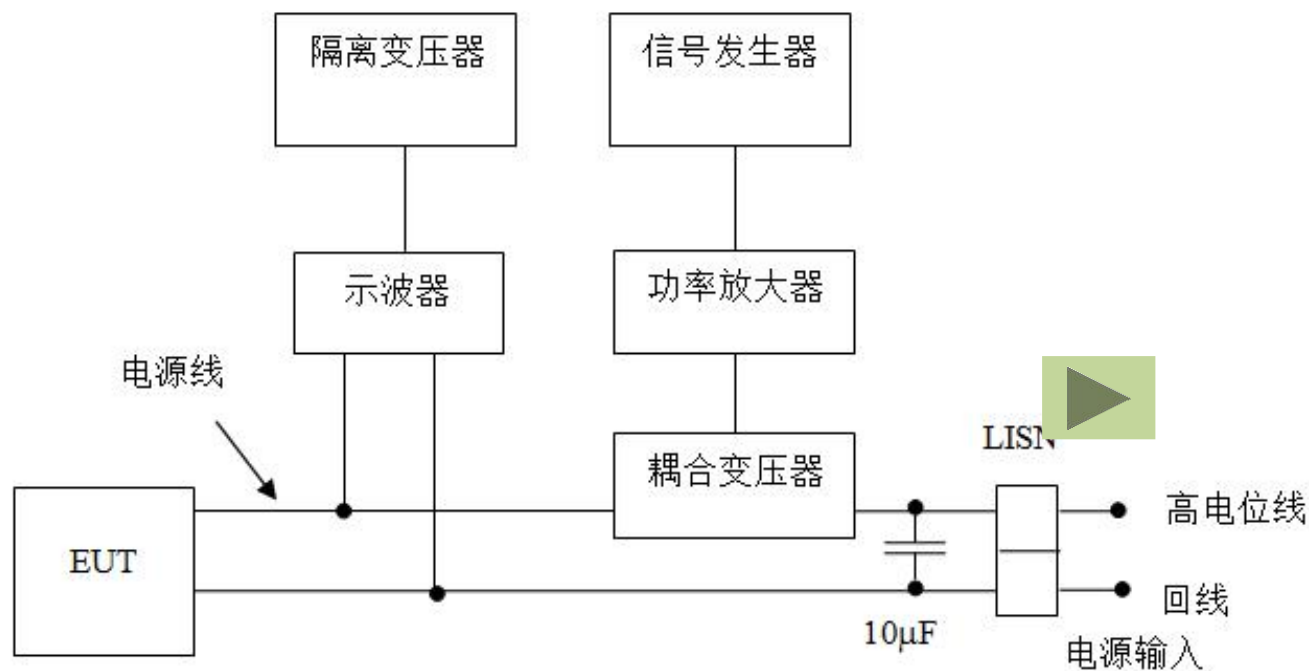 隔离变压器
信号发生器
示波器
功率放大器
电源线
耦合变压器
LISN
高电位线
EUT
回线
10μF
电源输入